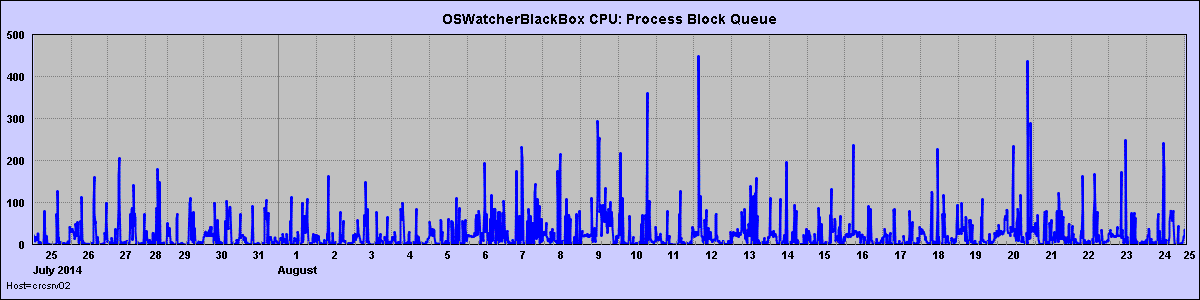 OSWatcherBlackBox CPU: Process Block Queue
500
400
300
200
100
0
25 26 27 28 29 30 31 1 2 3 4 5 6 7 8 9 10 11 12 13 14 15 16 17 18 19 20 21 22 23 24 25
July 2014 August
Host=crcsrv02